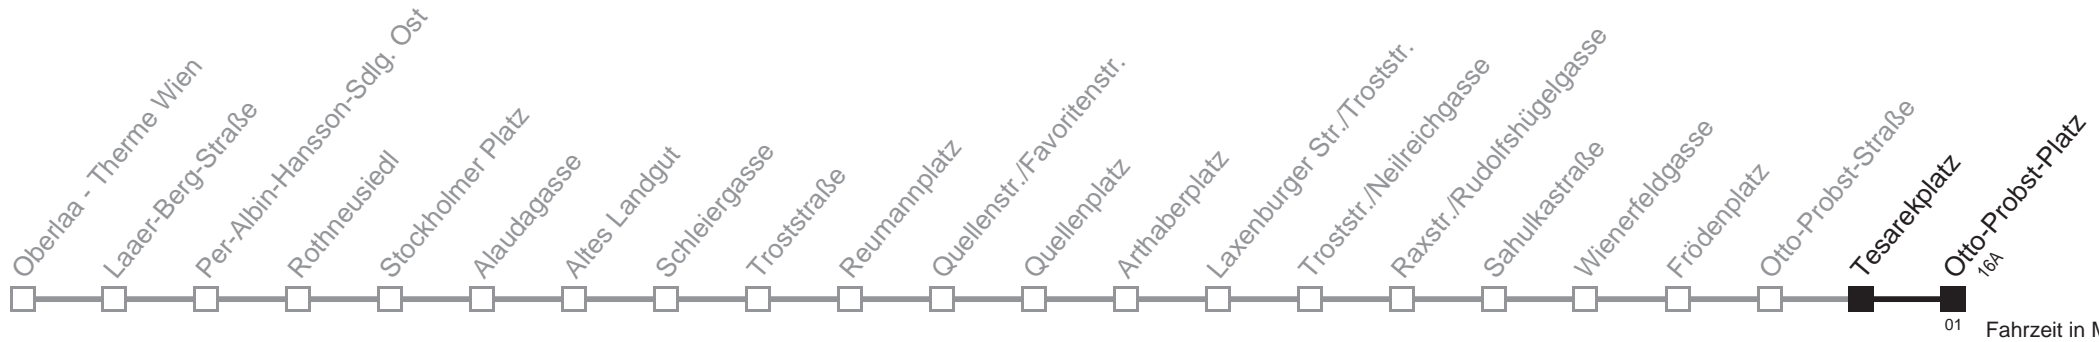 Oberlaa - Therme Wien
Laaer-Berg-Straße
Per-Albin-Hansson-Sdlg. Ost
Rothneusiedl
Stockholmer Platz
Alaudagasse
Altes Landgut
Schleiergasse
Troststraße
Reumannplatz
Quellenstr./Favoritenstr.
Quellenplatz
Arthaberplatz
Laxenburger Str./Troststr.
Troststr./Neilreichgasse
Raxstr./Rudolfshügelgasse
Sahulkastraße
Wienerfeldgasse
Frödenplatz
Otto-Probst-Straße
Tesarekplatz
Otto-Probst-Platz
16A
01
Fahrzeit in